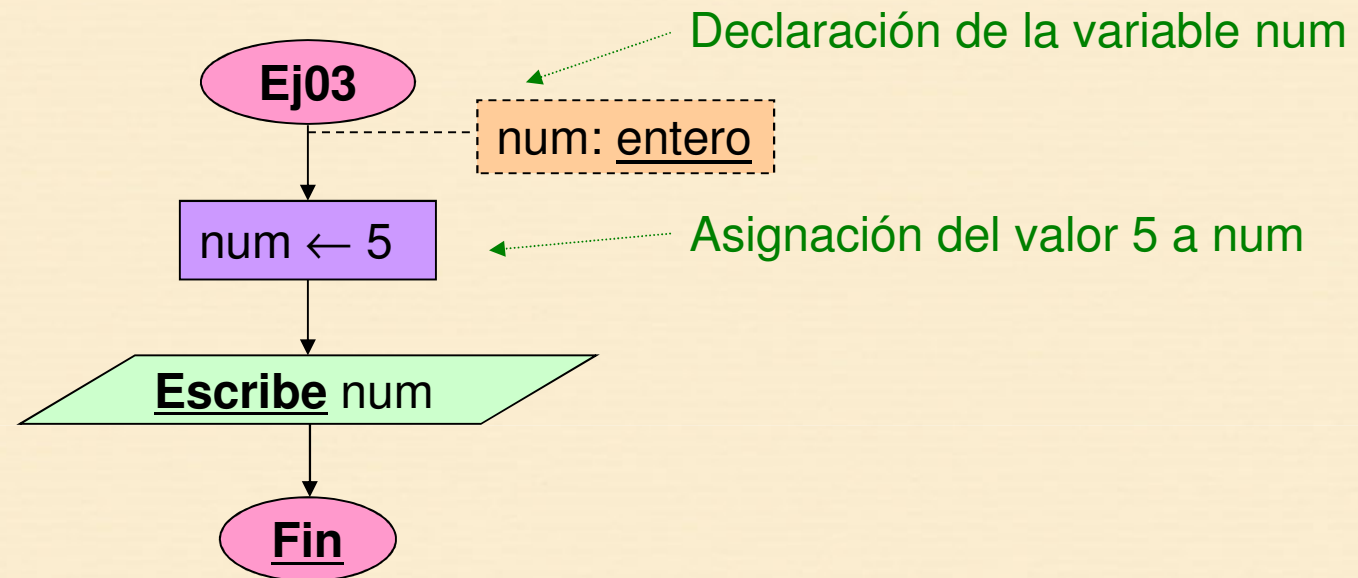 Declaración de la variable num
Ej03
num: entero
num ← 5
Asignación del valor 5 a num
Escribe num
Fin